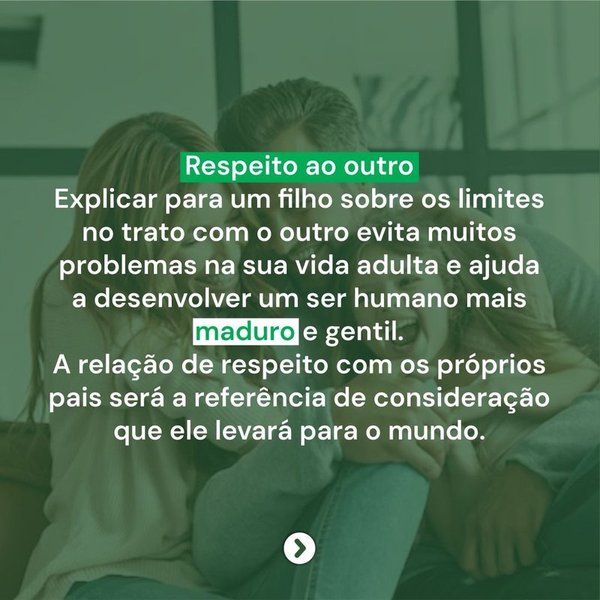 Respeito ao outro
Explicar para um filho sobre os limites
no trato com o outro evita muitos
problemas na sua vida adulta e ajuda
a desenvolver um ser humano mais
maduro e gentil.
A relação de respeito com os próprios
pais será a referência de consideração
que ele levará para o mundo.